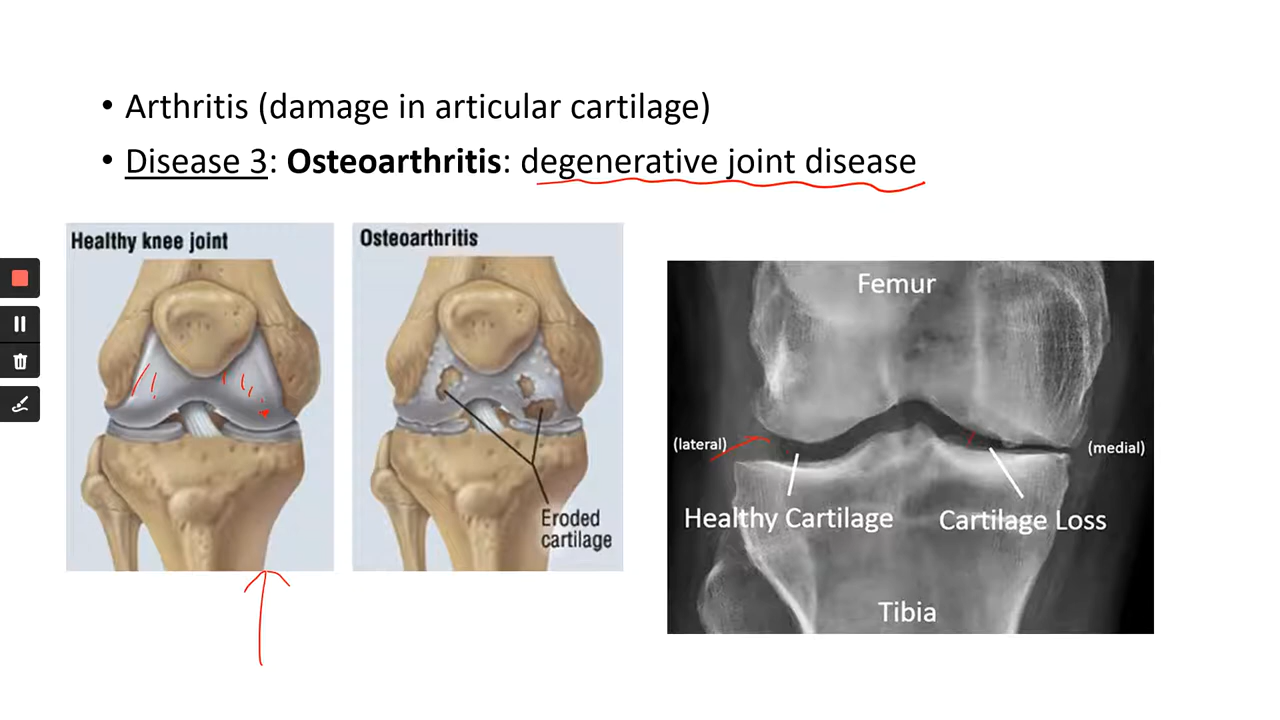 • Arthritis (damage in articular cartilage)
• Disease 3: Osteoarthritis: degenerative joint disease
Healthy knee joint
Osteoarthritis
Eroded
cartilage
Femur
(lateral)
(medial)
Healthy Cartilage
Cartilage Loss
Tibia